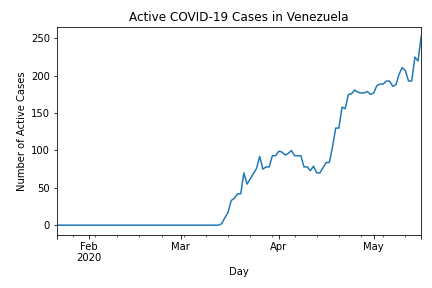 Active COVID-19 Cases in Venezuela
Number of Active Cases
250
200
150
100
50
0
Feb
2020
Mar
Apr
May
Day